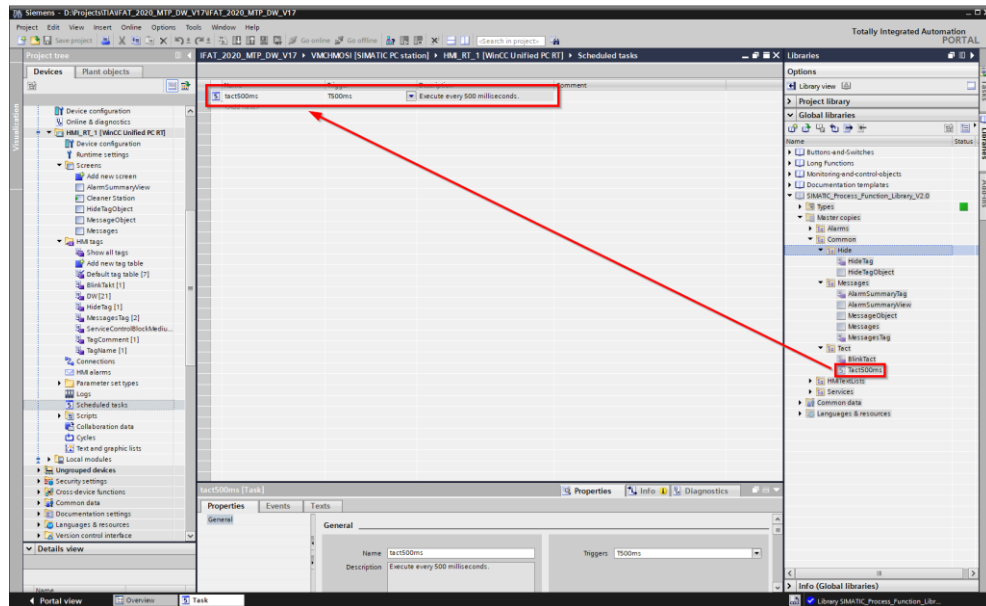 Siemens - D:\Projects\TIA\IFAT_2020_MTP_DW_V17\IFAT_2020_MTP_DW_V17
Project Edit View Insert Online Options Tools Window Help
Totally Integrated Automation
PORTAL
Save project
Go online
Go offline
<Search in project>
Project tree
IFAT_2020_MTP_DW_V17 ▸ VMCHMOSI [SIMATIC PC station] ▸ HMI_RT_1 [WinCC Unified PC RT] ▸ Scheduled tasks
Libraries
Devices
Plant objects
Visualization
Device configuration
Online & diagnostics
HMI_RT_1 [WinCC Unified PC RT]
Device configuration
Runtime settings
Screens
Add new screen
AlarmSummaryView
Cleaner Station
HideTagObject
MessageObject
Messages
HMI tags
Show all tags
Add new tag table
Default tag table [7]
BlinkTakt [1]
DW [21]
HideTag [1]
MessagesTag [2]
ServiceControlBlockMediu...
TagComment [1]
TagName [1]
Connections
HMI alarms
Parameter set types
Logs
Scheduled tasks
Scripts
Collaboration data
Cycles
Text and graphic lists
Local modules
Ungrouped devices
Security settings
Cross-device functions
Common data
Documentation settings
Languages & resources
Version control interface
Details view
Name
Name Trigger Description Comment
tact500ms T500ms Execute every 500 milliseconds.
tact500ms [Task]
Properties
Info
Diagnostics
Properties Events Texts
General
General
Name tact500ms
Triggers T500ms
Description Execute every 500 milliseconds.
Options
Library view
Project library
Global libraries
Name Status
Buttons-and-Switches
Long Functions
Monitoring-and-control-objects
Documentation templates
SIMATIC_Process_Function_Library_V2.0
Types
Master copies
Alarms
Common
Hide
HideTag
HideTagObject
Messages
AlarmSummaryTag
AlarmSummaryView
MessageObject
Messages
MessagesTag
Tact
BlinkTact
Tact500ms
HMITextLists
Services
Common data
Languages & resources
Info (Global libraries)
Tasks
Libraries
Add-ins
Portal view
Overview
Task
Library SIMATIC_Process_Function_Libr...